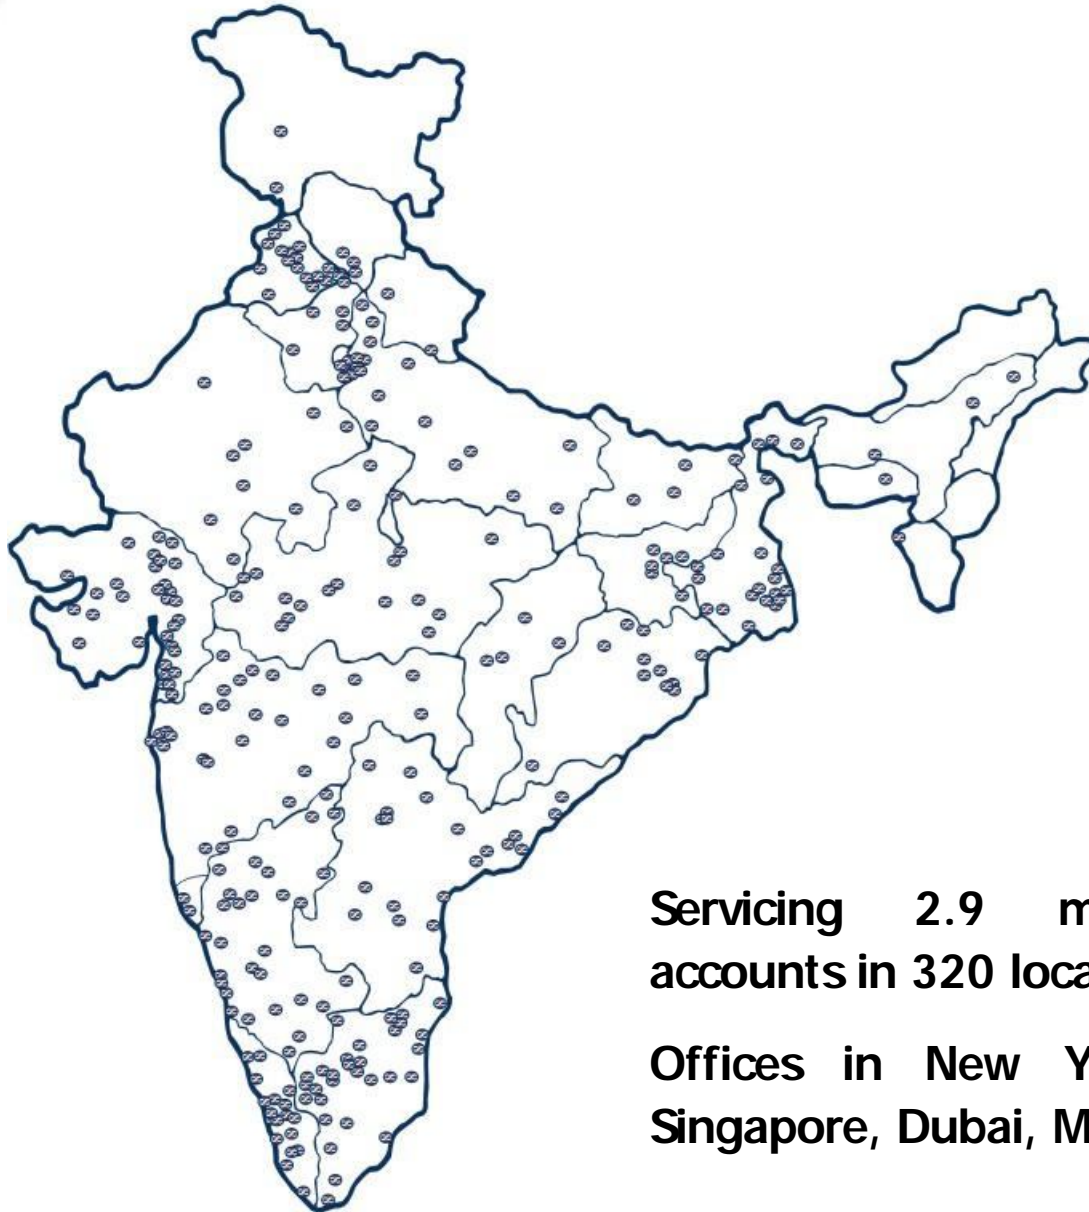 Servicing 2.9 m
accounts in 320 loca
Offices in New Y
Singapore, Dubai, M